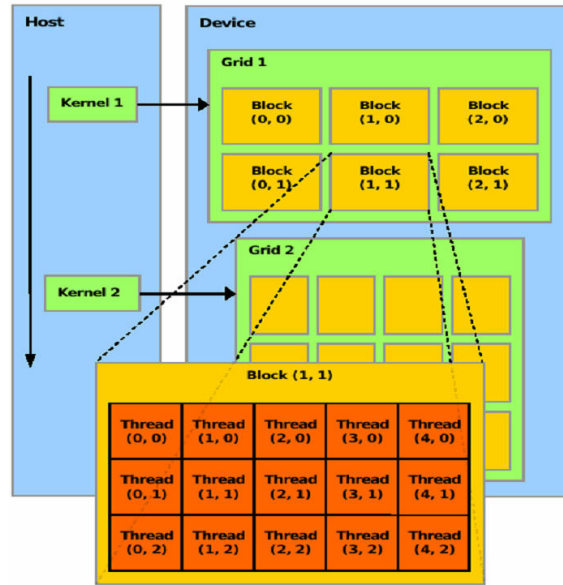 Host
Device
Grid 1
Kernel 1
Block Block Block
(0, 0) (1, 0) (2, 0)
Block Block Block
(0, 1) (1, 1) (2, 1)
Grid 2
Kernel 2
Block (1, 1)
Thread Thread Thread Thread Thread
(0, 0) (1, 0) (2, 0) (3, 0) (4, 0)
Thread Thread Thread Thread Thread
(0, 1) (1, 1) (2, 1) (3, 1) (4, 1)
Thread Thread Thread Thread Thread
(0, 2) (1, 2) (2, 2) (3, 2) (4, 2)